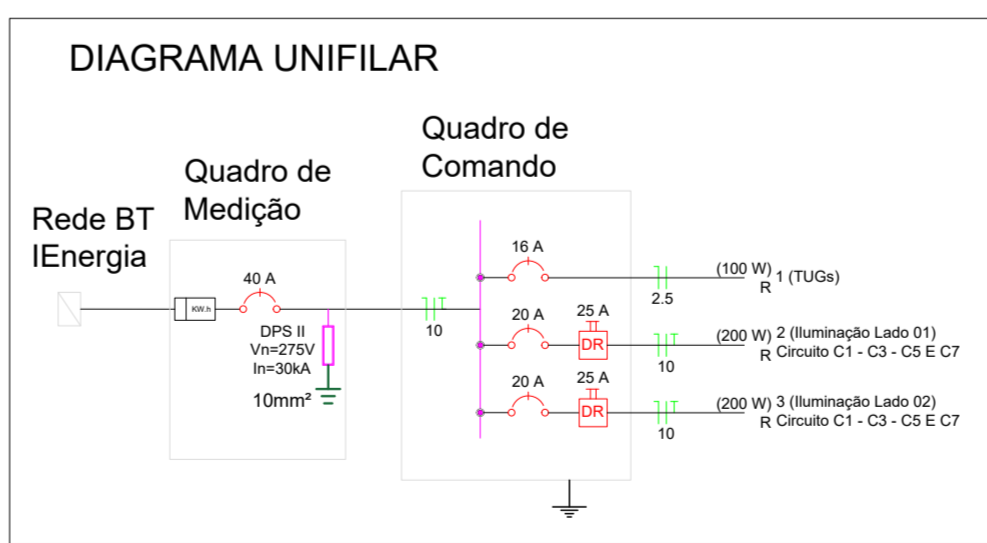 DIAGRAMA UNIFILAR
Rede BT
IEnergia
Quadro de
Medição
KW.h
40 A
DPS II
Vn=275V
In=30kA
10mm²
10
Quadro de
Comando
16 A
2.5
(100 W) 1 (TUGs)
R
20 A
25 A
DR
10
(200 W) 2 (Iluminação Lado 01)
R Circuito C1 - C3 - C5 E C7
20 A
25 A
DR
10
(200 W) 3 (Iluminação Lado 02)
R Circuito C1 - C3 - C5 E C7